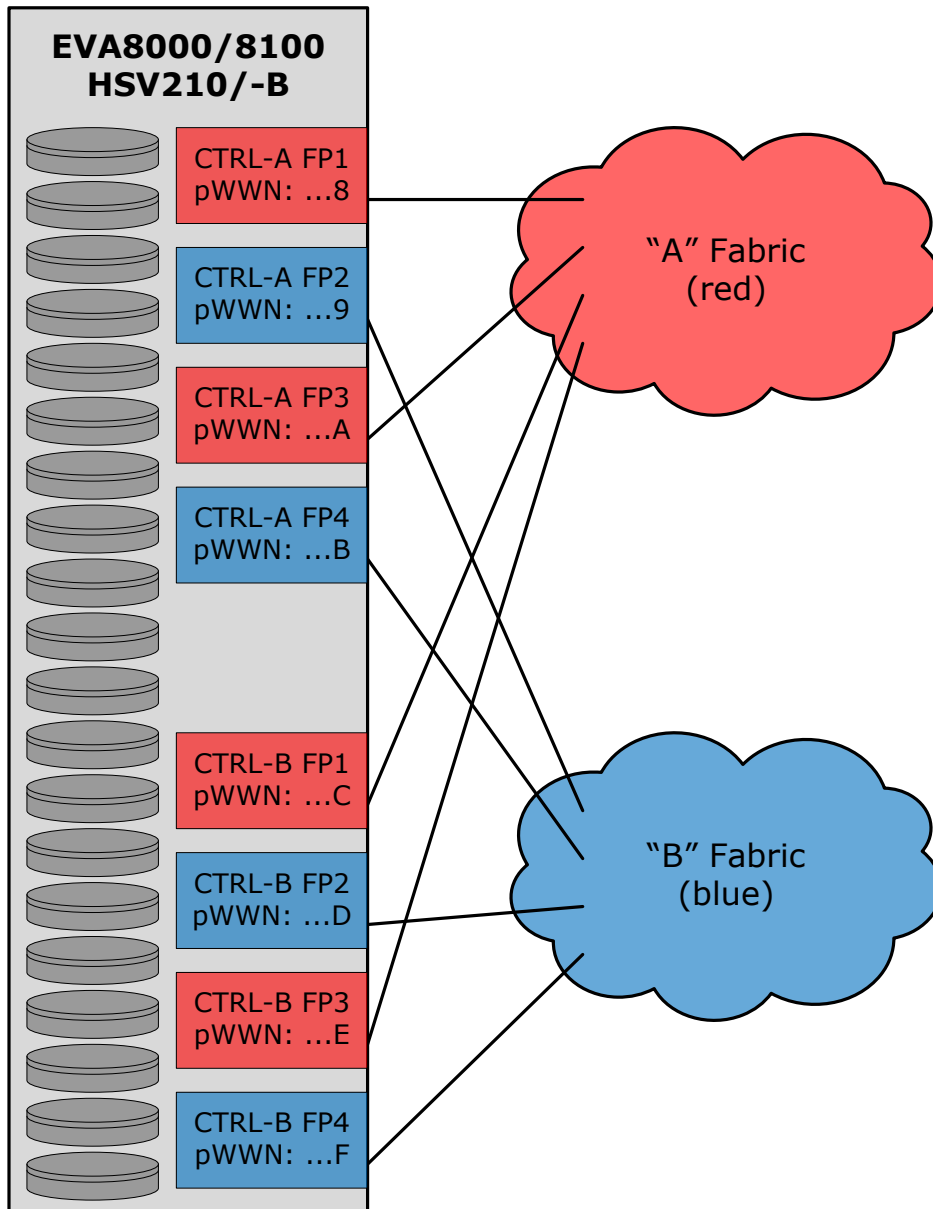 EVA8000/8100
HSV210/-B
CTRL-A FP1
pWWN: ...8
CTRL-A FP2
pWWN: ...9
CTRL-A FP3
pWWN: ...A
CTRL-A FP4
pWWN: ...B
CTRL-B FP1
pWWN: ...C
CTRL-B FP2
pWWN: ...D
CTRL-B FP3
pWWN: ...E
CTRL-B FP4
pWWN: ...F
“A” Fabric
(red)
“B” Fabric
(blue)